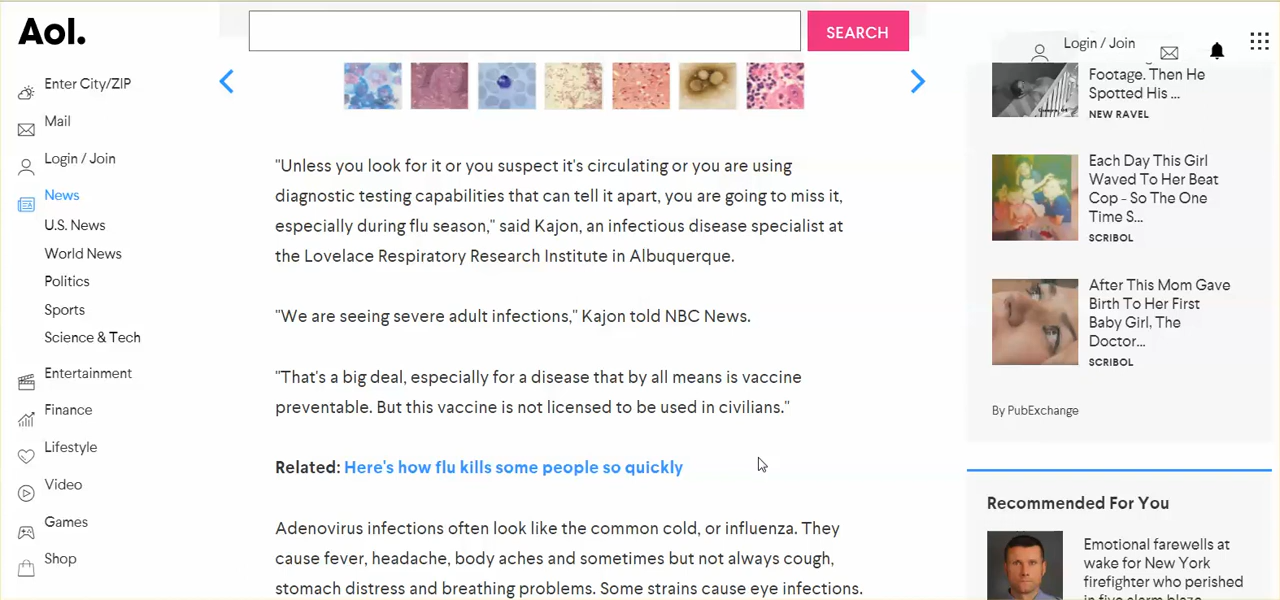 Aol.
SEARCH
Login / Join
Enter City/ZIP
Mail
Login / Join
News
U.S. News
World News
Politics
Sports
Science & Tech
Entertainment
Finance
Lifestyle
Video
Games
Shop
"Unless you look for it or you suspect it's circulating or you are using
diagnostic testing capabilities that can tell it apart, you are going to miss it,
especially during flu season," said Kajon, an infectious disease specialist at
the Lovelace Respiratory Research Institute in Albuquerque.
"We are seeing severe adult infections," Kajon told NBC News.
"That's a big deal, especially for a disease that by all means is vaccine
preventable. But this vaccine is not licensed to be used in civilians."
Related: Here's how flu kills some people so quickly
Adenovirus infections often look like the common cold, or influenza. They
cause fever, headache, body aches and sometimes but not always cough,
stomach distress and breathing problems. Some strains cause eye infections.
Footage. Then He
Spotted His ...
NEW RAVEL
Each Day This Girl
Waved To Her Beat
Cop - So The One
Time S...
SCRIBOL
After This Mom Gave
Birth To Her First
Baby Girl, The
Doctor...
SCRIBOL
By PubExchange
Recommended For You
Emotional farewells at
wake for New York
firefighter who perished
in five alarm blaze